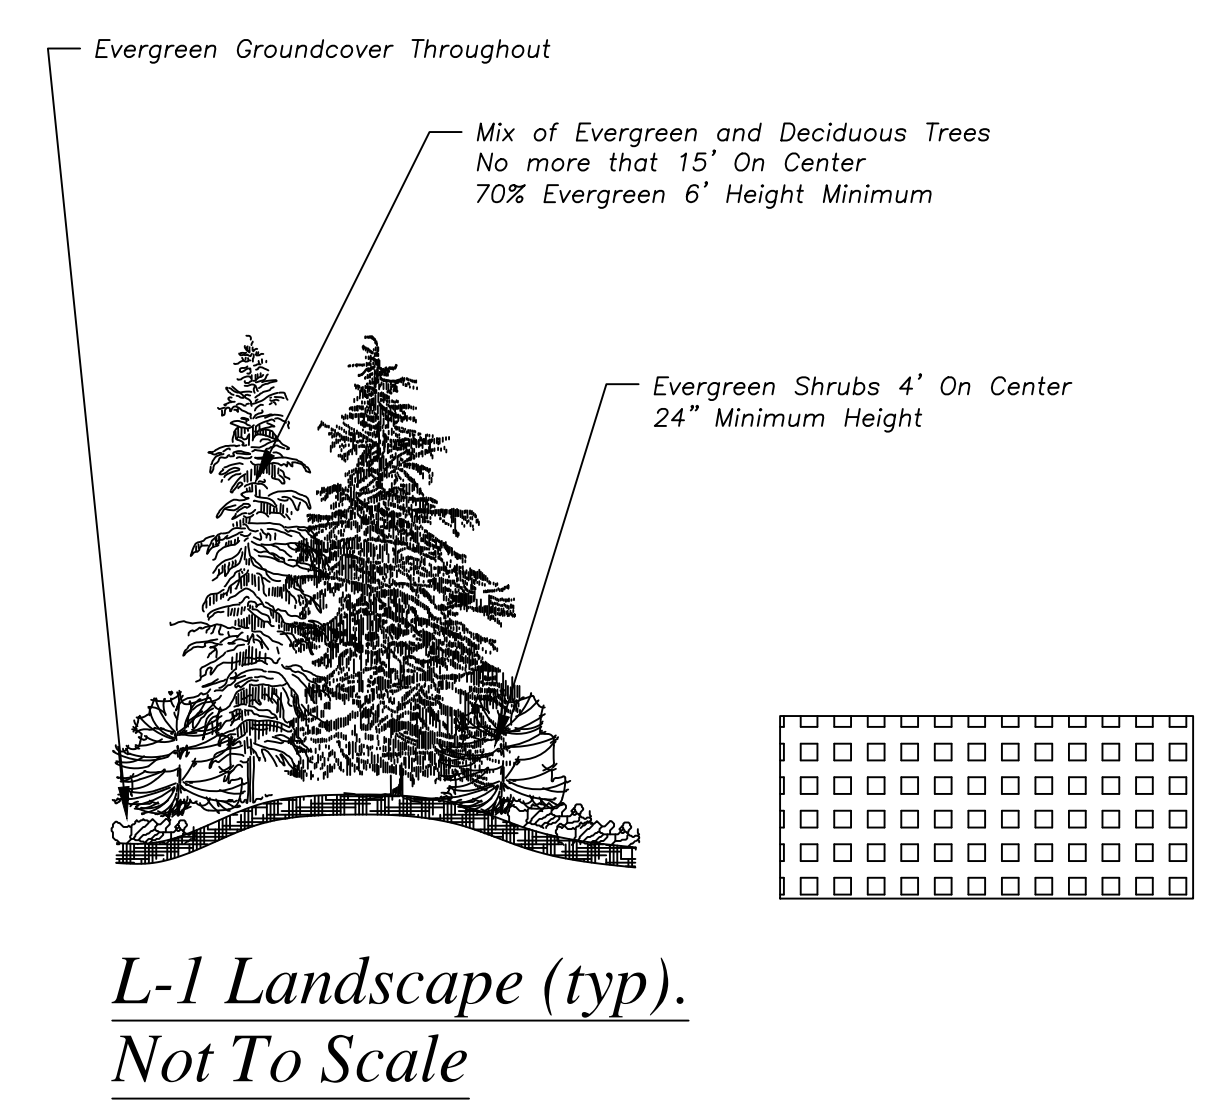 Evergreen Groundcover Throughout
Mix of Evergreen and Deciduous Trees
No more that 15' On Center
70% Evergreen 6' Height Minimum
Evergreen Shrubs 4' On Center
24" Minimum Height
L-1 Landscape (typ).
Not To Scale